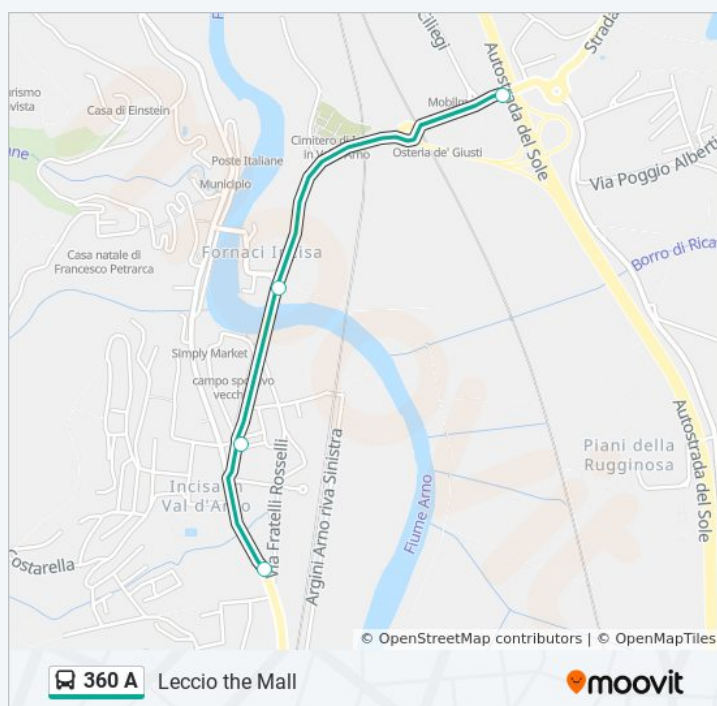 Ciliegi
Autostrada del Sole
Strada
Casa di Einstein
Mobilm
Cimitero di
in V
Arno
Osteria de' Giusti
Poste Italiane
Municipio
Via Poggio Alberti
Casa natale di
Francesco Petrarca
Fornaci Incisa
Borro di Rica
Simply Market
campo sportivo
vecchio
Via Fratelli Rosselli
Argini Arno riva Sinistra
Fiume Arno
Piani della
Rugginosa
Autostrada del Sole
Incisa in
Val d'Arno
Costarella
© OpenStreetMap contributors | © OpenMapTiles
360 A
Leccio the Mall
moovit